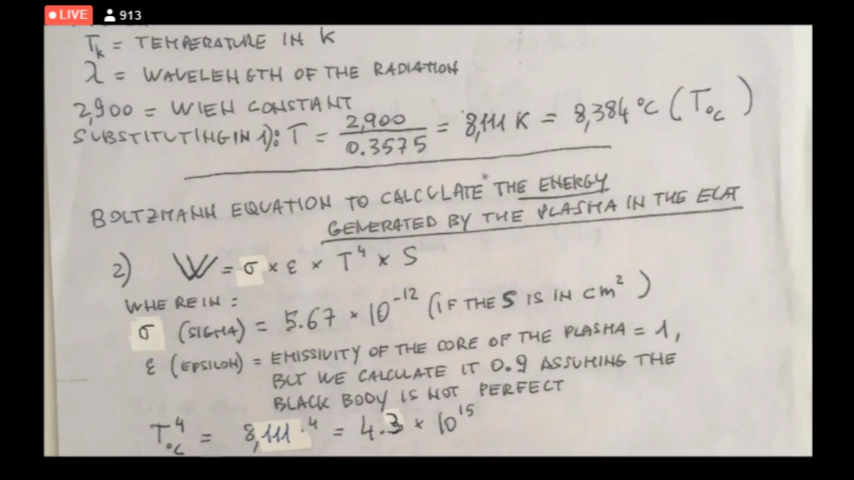 LIVE 913
T_K = TEMPERATURE IN K
λ = WAVELENGTH OF THE RADIATION
2,900 = WIEN CONSTANT
SUBSTITUTING IN 1): T = 2,900 / 0.3575 = 8,111 K = 8,384 °C (T°C)
BOLTZMANN EQUATION TO CALCULATE THE ENERGY
GENERATED BY THE PLASMA IN THE ECAT
2) W = σ × ε × T⁴ × S
WHEREIN:
σ (SIGMA) = 5.67 × 10⁻¹² (IF THE S IS IN cm²)
ε (EPSILON) = EMISSIVITY OF THE CORE OF THE PLASMA = 1,
BUT WE CALCULATE IT 0.9 ASSUMING THE
BLACK BODY IS NOT PERFECT
T⁴°C = 8,111·⁴ = 4.3 × 10¹⁵